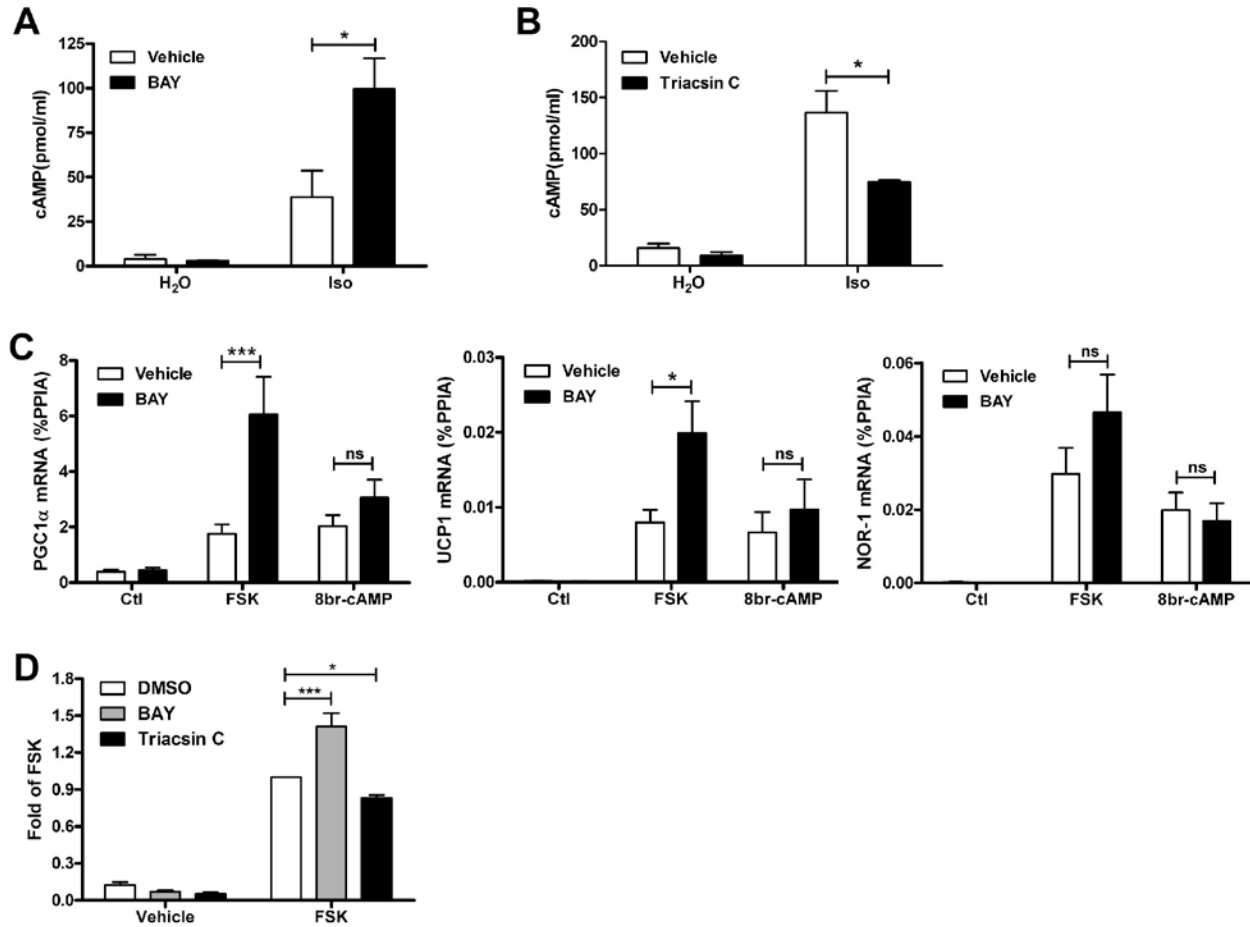 A
cAMP(pmol/ml)
125
100
75
50
25
0
Vehicle
BAY
*
H₂O
Iso
B
cAMP(pmol/ml)
200
150
100
50
0
Vehicle
Triacsin C
*
H₂O
Iso
C
PGC1α mRNA (%PPIA)
8
6
4
2
0
Vehicle
BAY
***
ns
Ctl
FSK
8br-cAMP
UCP1 mRNA (%PPIA)
0.03
0.02
0.01
0.00
Vehicle
BAY
*
ns
Ctl
FSK
8br-cAMP
NOR-1 mRNA (%PPIA)
0.06
0.04
0.02
0.00
Vehicle
BAY
ns
ns
Ctl
FSK
8br-cAMP
D
Fold of FSK
1.8
1.5
1.2
0.9
0.6
0.3
0.0
DMSO
BAY
Triacsin C
*
***
Vehicle
FSK